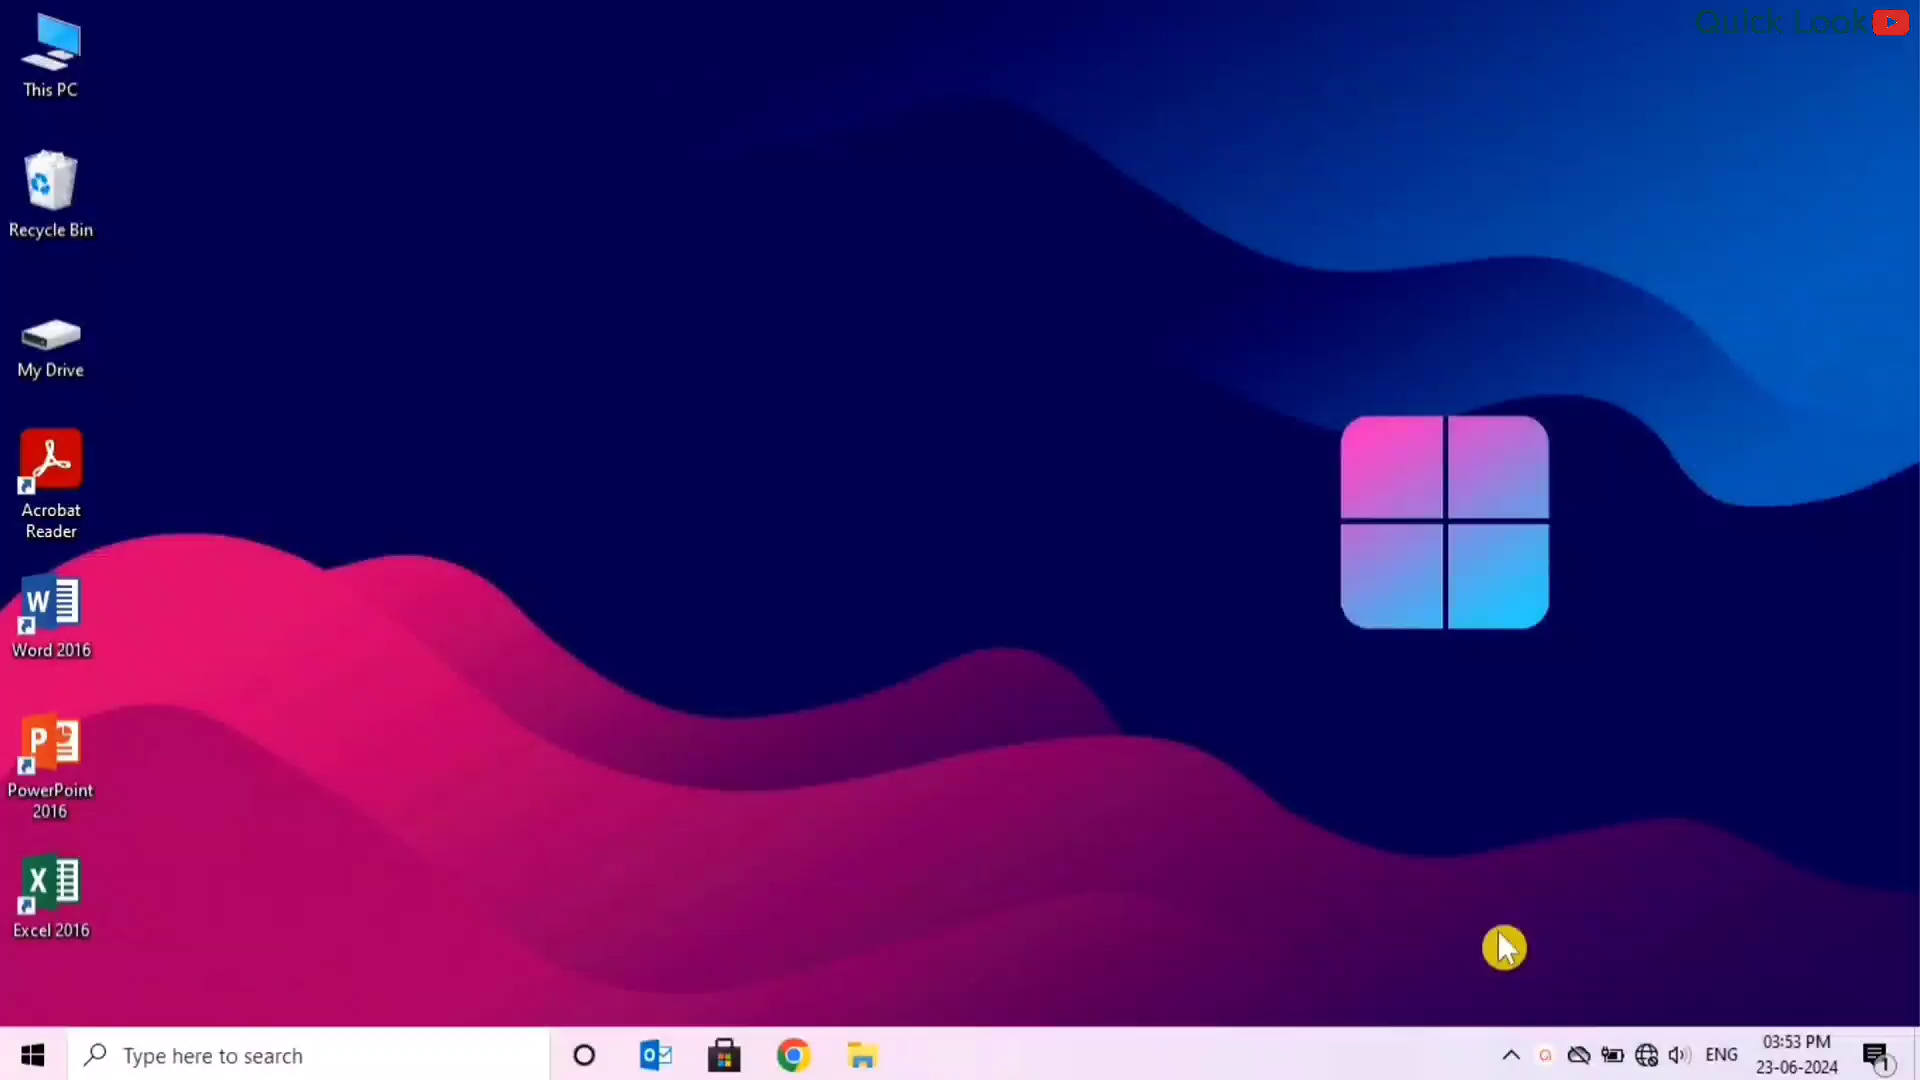 Quick Look
This PC
Recycle Bin
My Drive
Acrobat
Reader
Word 2016
PowerPoint
2016
Excel 2016
Type here to search
ENG
03:53 PM
23-06-2024
1